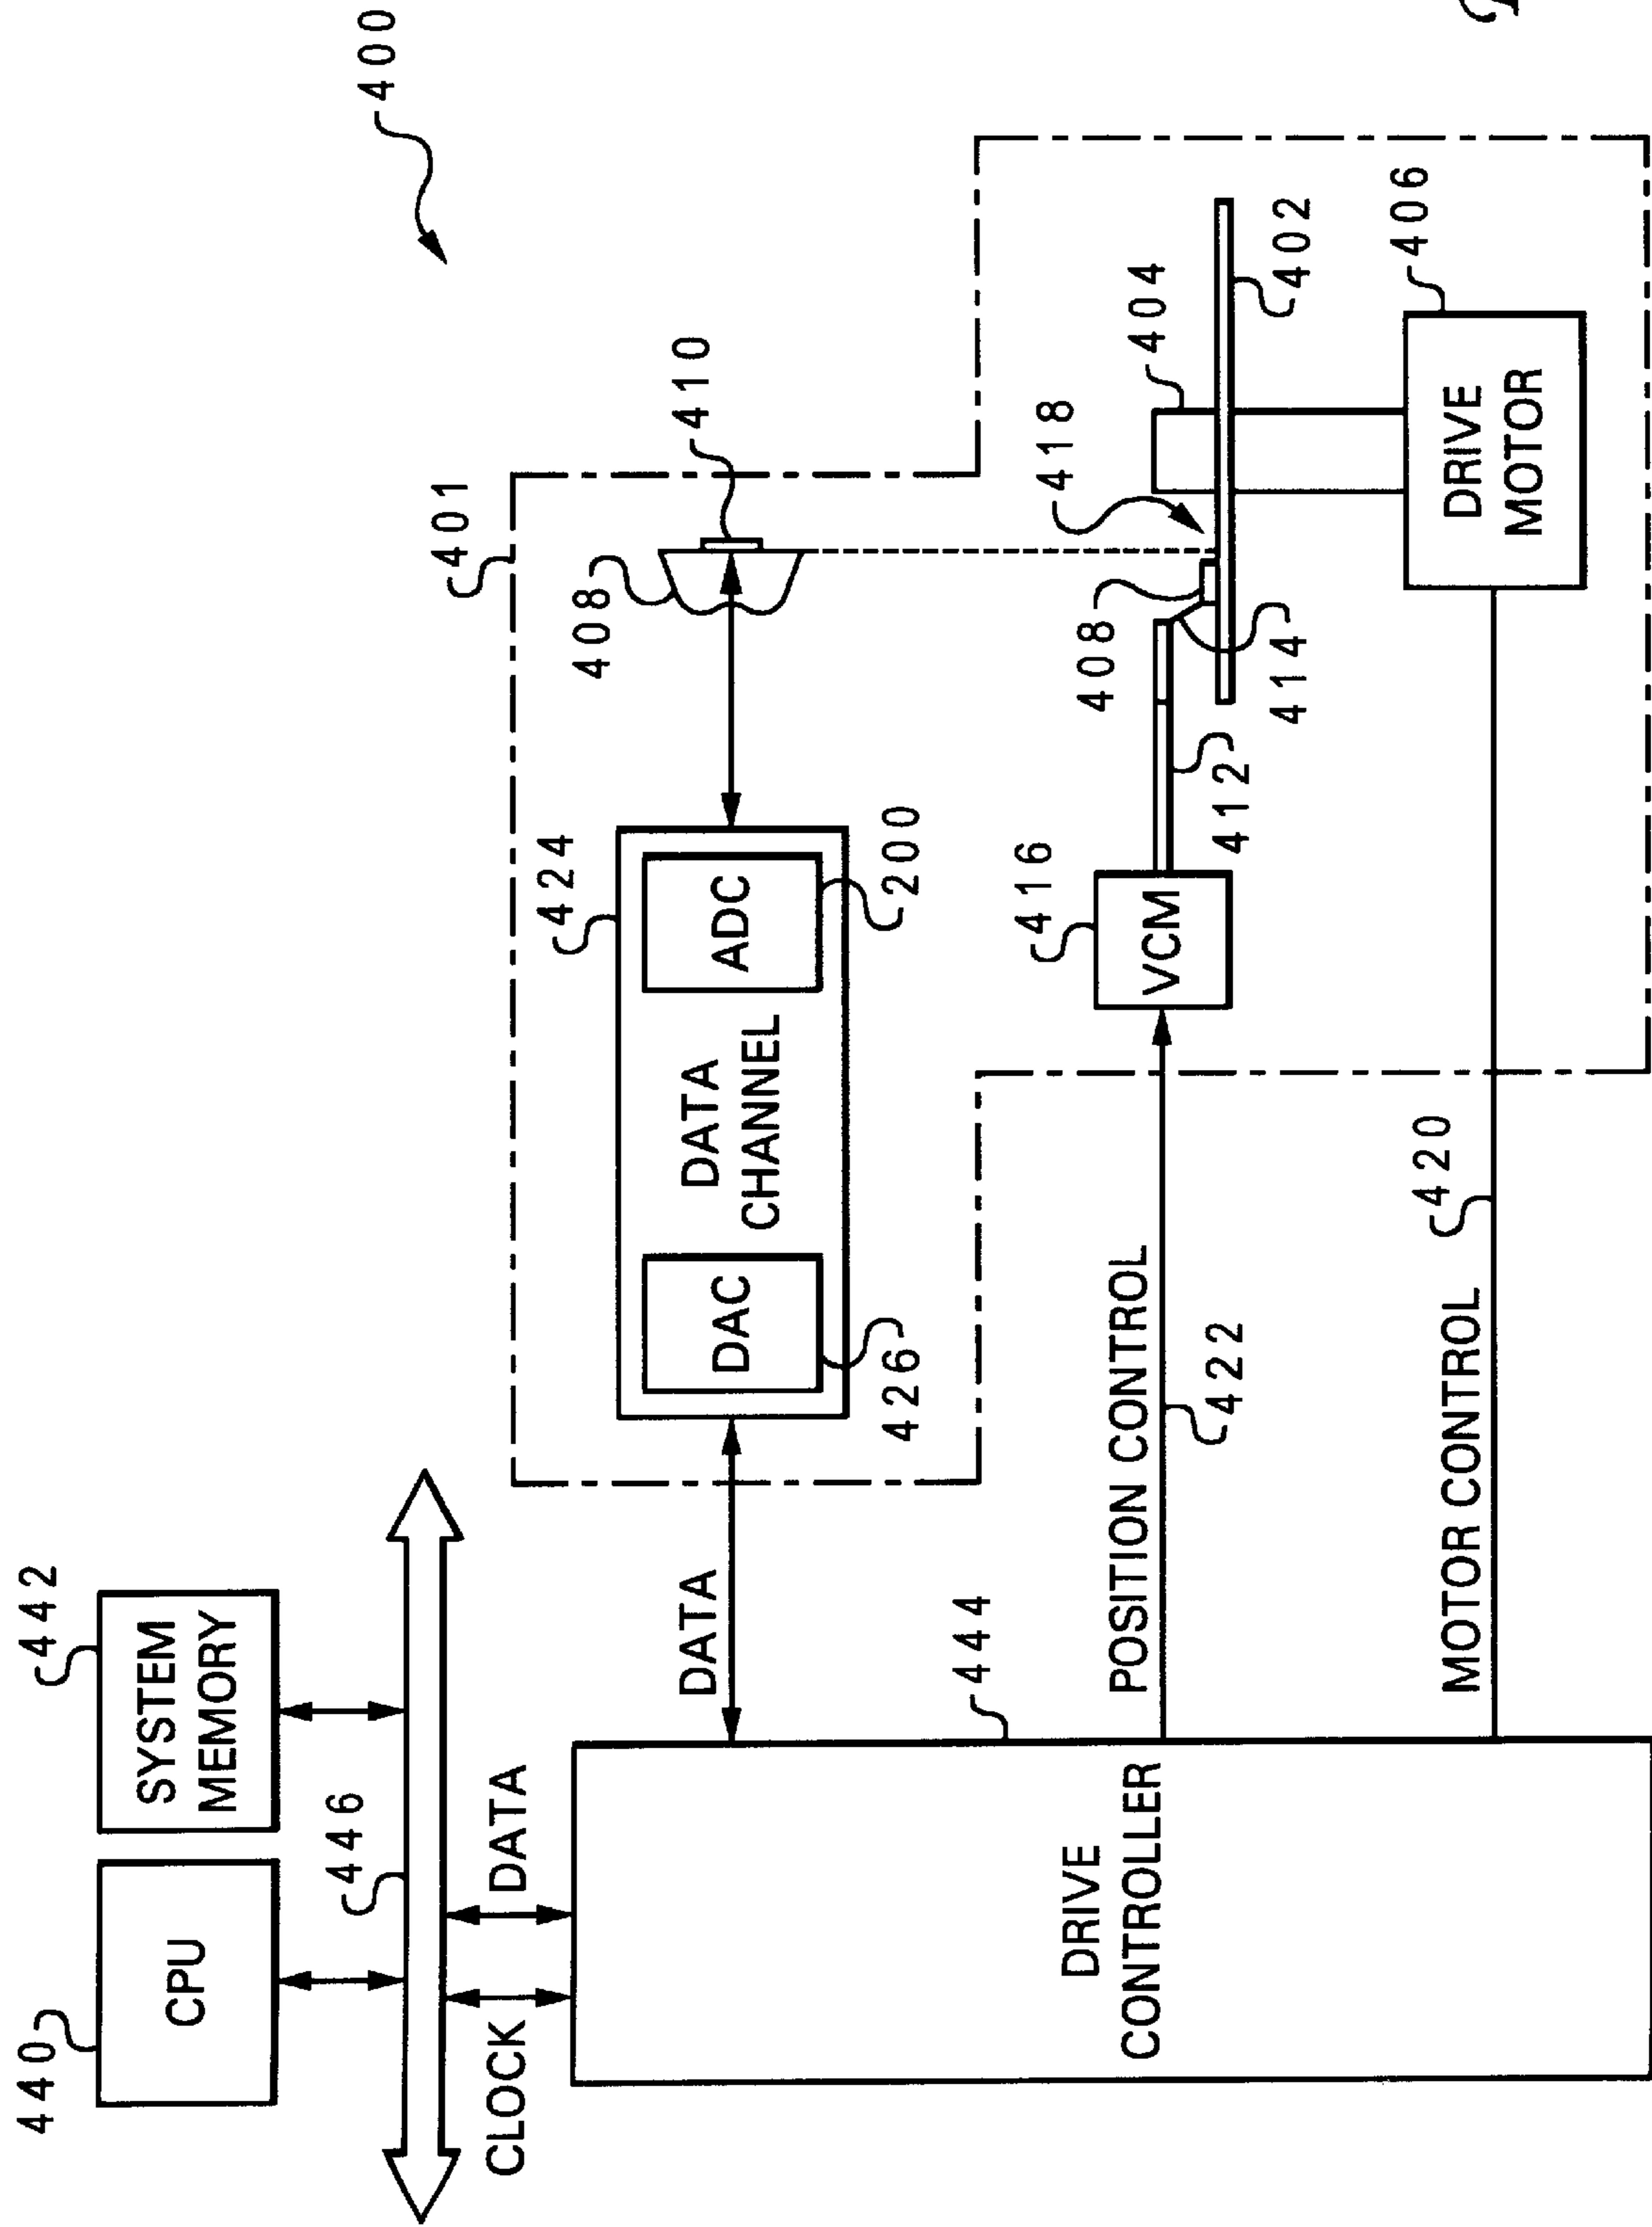 400
440
CPU
442
SYSTEM
MEMORY
446
CLOCK
DATA
DRIVE
CONTROLLER
444
DATA
401
424
DAC
426
DATA
CHANNEL
ADC
200
408
410
POSITION CONTROL
422
416
VCM
412
408
414
418
404
402
MOTOR CONTROL
420
DRIVE
MOTOR
406